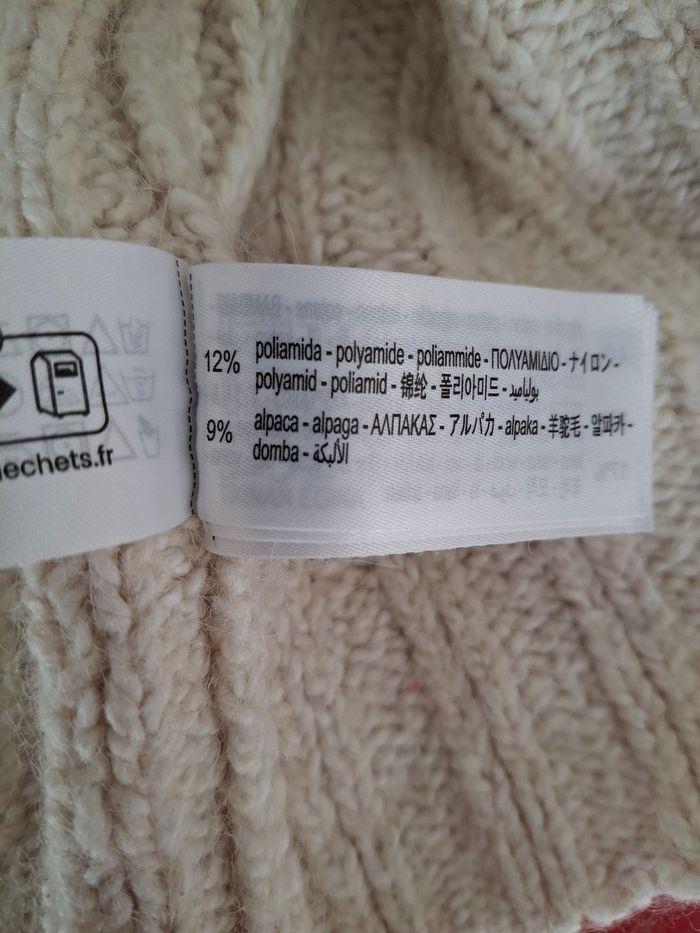 12% poliamida - polyamide - poliammide - ΠΟΛΥΑΜΙΔΙΟ - ナイロン -
polyamid - poliamid - 锦纶 - 폴리아미드 - بولياميد
9% alpaca - alpaga - ΑΛΠΑΚΑΣ - アルパカ - alpaka - 羊驼毛 - 알파카 -
domba - الألبكة
echets.fr